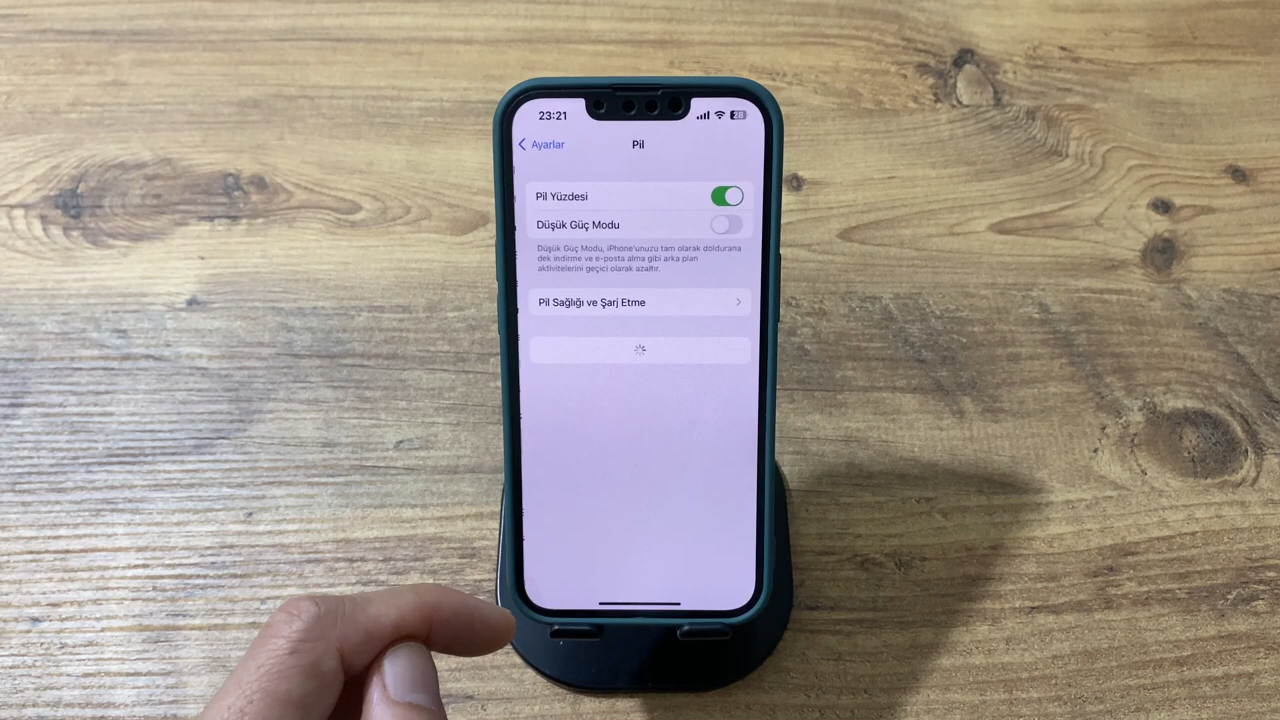 23:21
28
Ayarlar
Pil
Pil Yüzdesi
Düşük Güç Modu
Düşük Güç Modu, iPhone'unuzu tam olarak doldurana
dek indirme ve e-posta alma gibi arka plan
aktivitelerini geçici olarak azaltır.
Pil Sağlığı ve Şarj Etme